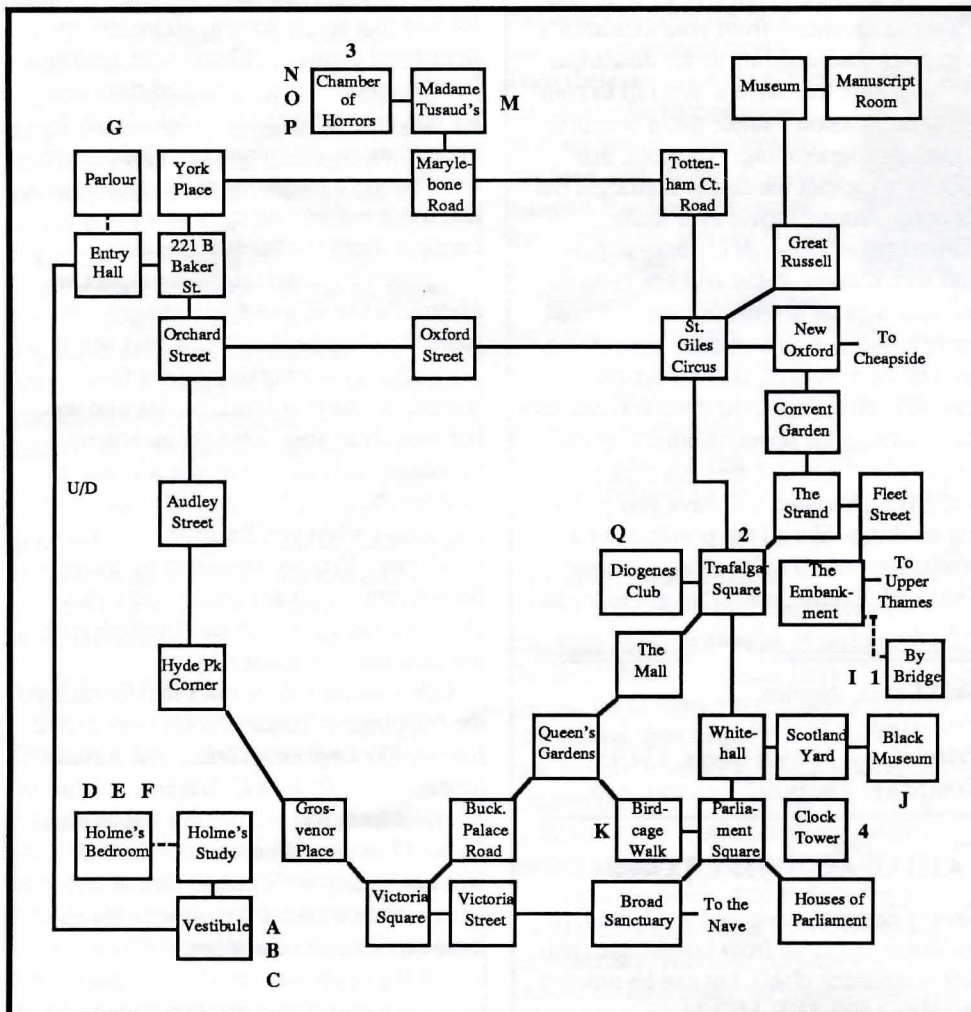 3
N
O
P
Chamber
of
Horrors
Madame
Tusaud's
M
Museum
Manuscript
Room
G
Parlour
York
Place
Maryle-
bone
Road
Totten
ham Ct.
Road
Entry
Hall
221 B
Baker
St.
Great
Russell
Orchard
Street
Oxford
Street
St.
Giles
Circus
New
Oxford
To
Cheapside
Convent
Garden
U/D
Audley
Street
The
Strand
Fleet
Street
Q
2
Diogenes
Club
Trafalgar
Square
The
Embank-
ment
To
Upper
Thames
The
Mall
I 1
By
Bridge
Hyde Pk
Corner
Queen's
Gardens
White-
hall
Scotland
Yard
Black
Museum
J
D E F
Holme's
Bedroom
Holme's
Study
Gros-
venor
Place
Buck.
Palace
Road
K
Bird-
cage
Walk
Parlia-
ment
Square
Clock
Tower
4
Vestibule
A
B
C
Victoria
Square
Victoria
Street
Broad
Sanctuary
To the
Nave
Houses of
Parliament